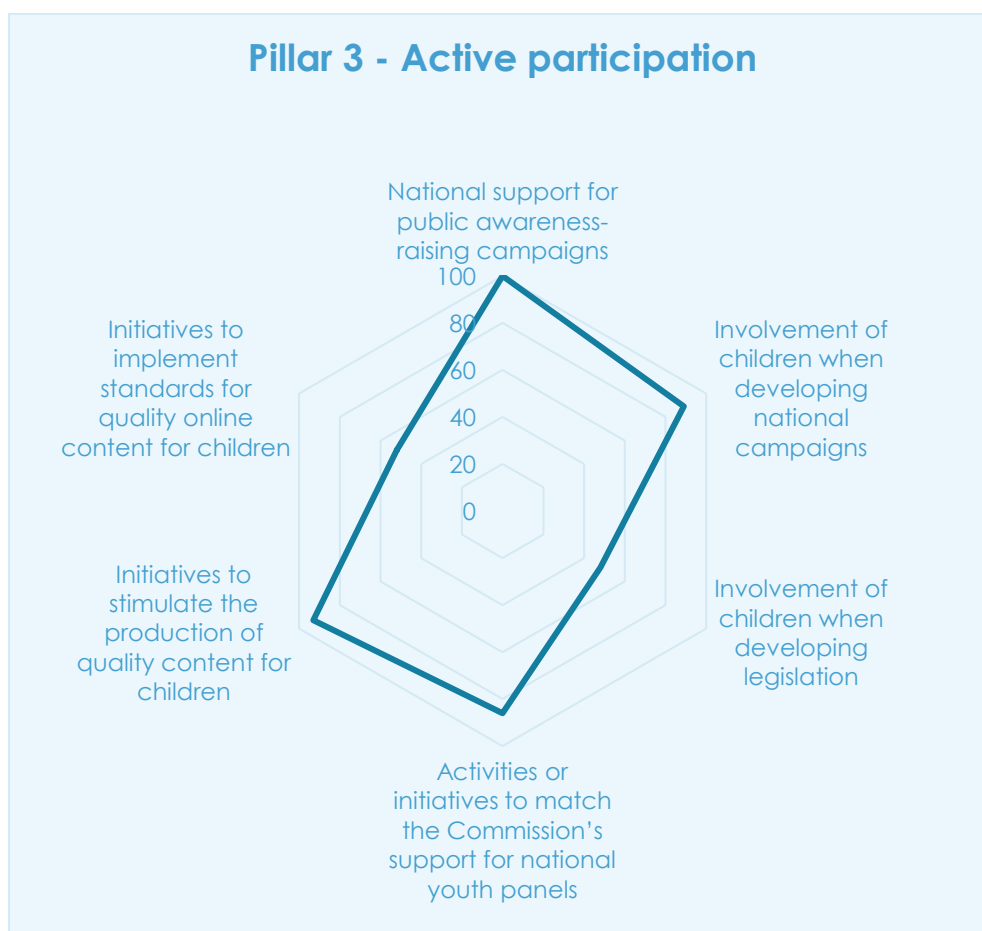 Pillar 3 - Active participation
National support for
public awareness-
raising campaigns
100
80
60
40
20
0
Involvement of
children when
developing
national
campaigns
Involvement of
children when
developing
legislation
Activities or
initiatives to match
the Commission’s
support for national
youth panels
Initiatives to
stimulate the
production of
quality content for
children
Initiatives to
implement
standards for
quality online
content for children